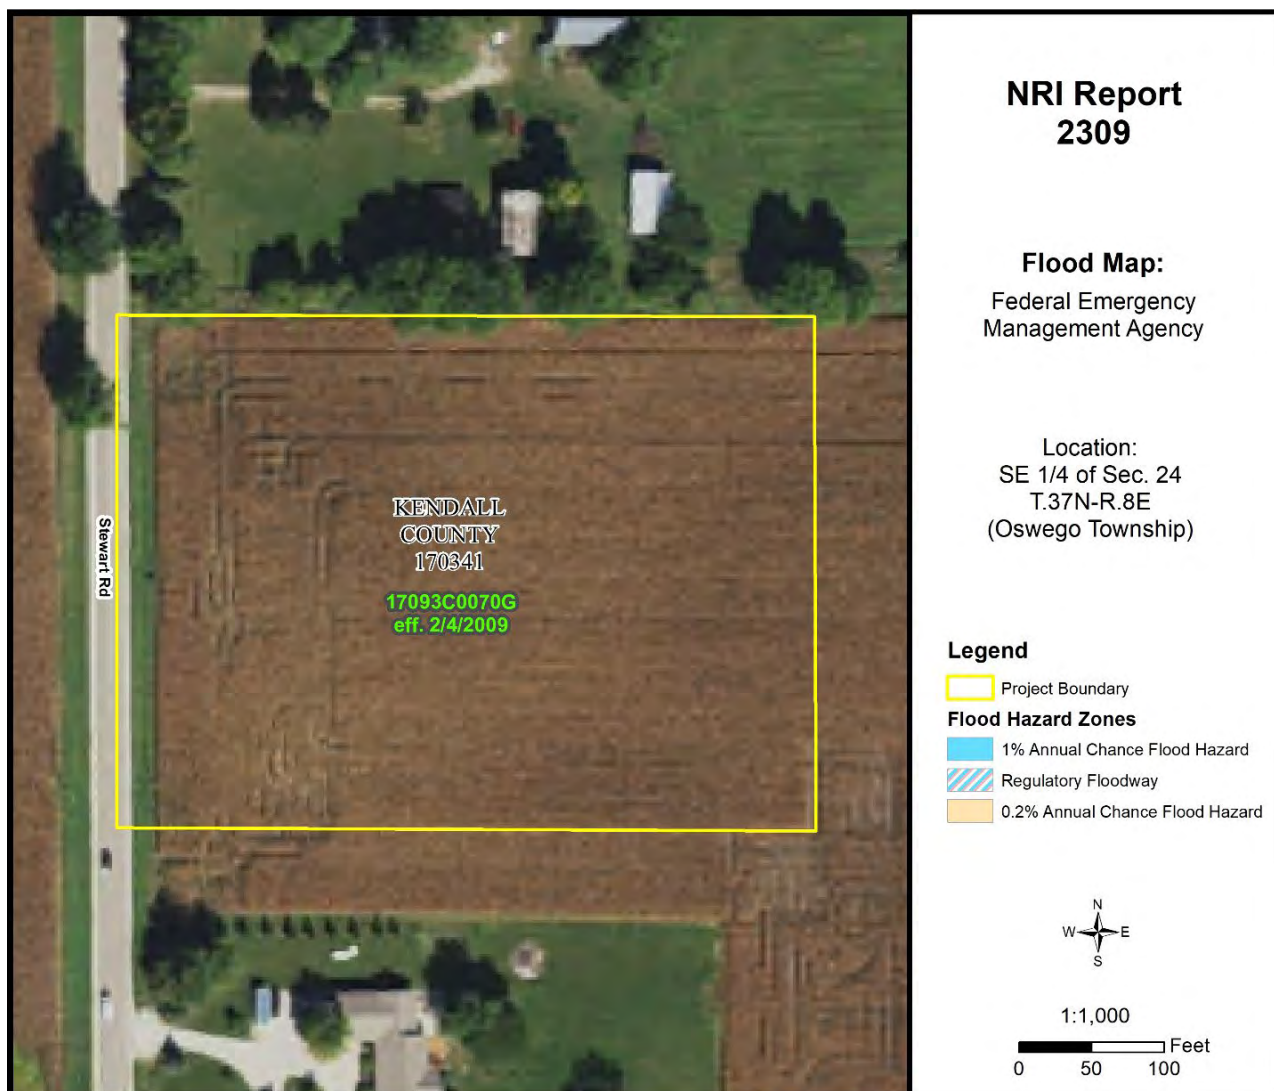 NRI Report
2309
Flood Map:
Federal Emergency
Management Agency
Location:
SE 1/4 of Sec. 24
T.37N-R.8E
(Oswego Township)
Stewart Rd
KENDALL
COUNTY
170341
17093C0070G
eff. 2/4/2009
Legend
Project Boundary
Flood Hazard Zones
1% Annual Chance Flood Hazard
Regulatory Floodway
0.2% Annual Chance Flood Hazard
N
W E
S
1:1,000
Feet
0 50 100